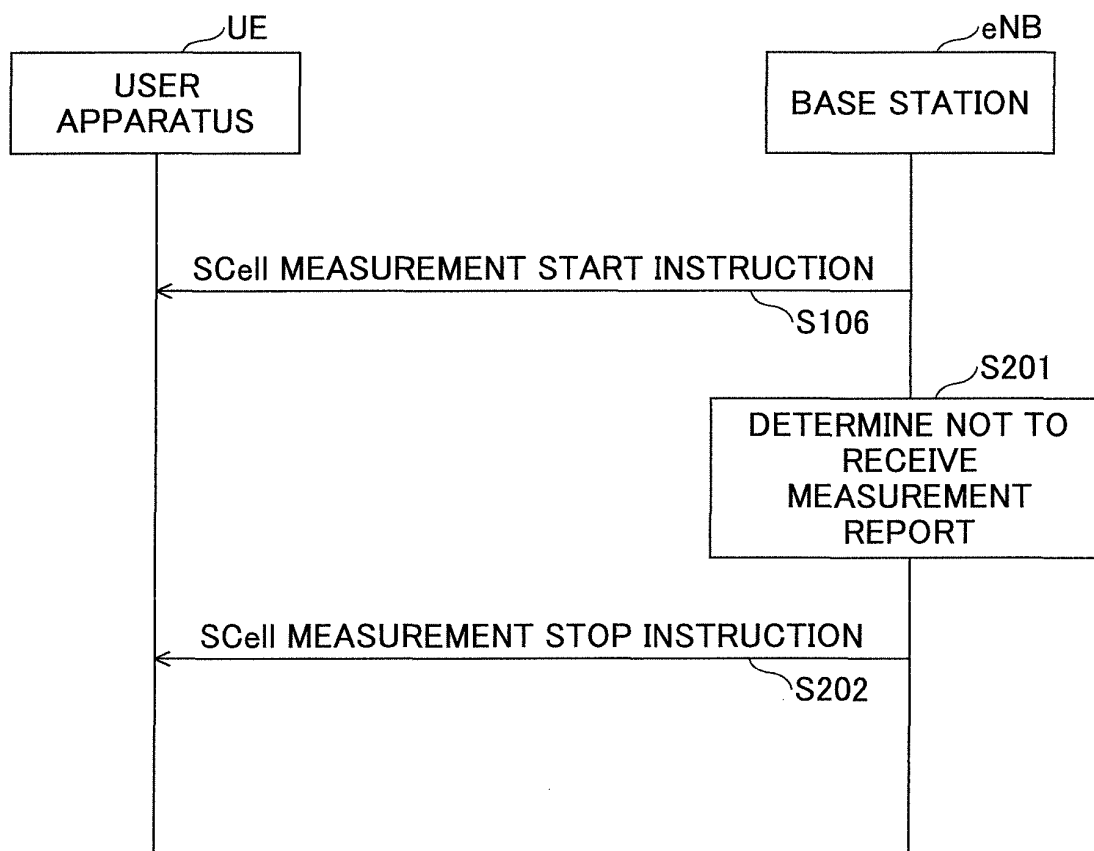 UE
eNB
USER
APPARATUS
BASE STATION
SCell MEASUREMENT START INSTRUCTION
S106
S201
DETERMINE NOT TO
RECEIVE
MEASUREMENT
REPORT
SCell MEASUREMENT STOP INSTRUCTION
S202